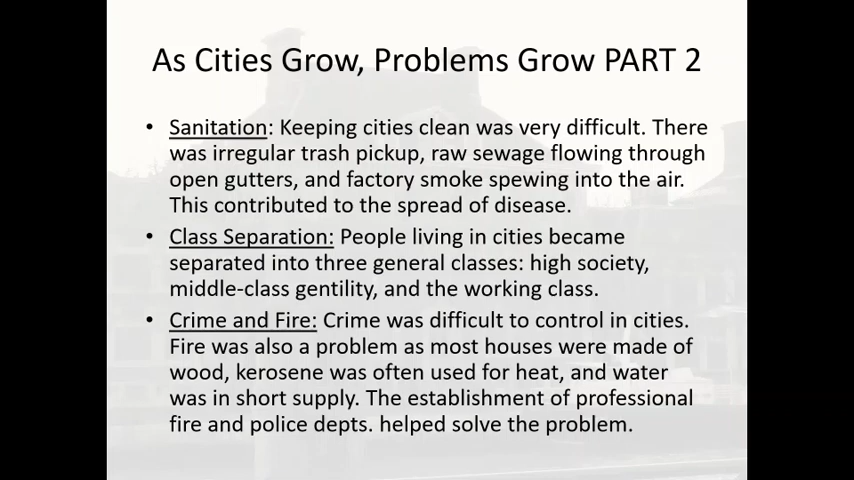 As Cities Grow, Problems Grow PART 2
• Sanitation: Keeping cities clean was very difficult. There
was irregular trash pickup, raw sewage flowing through
open gutters, and factory smoke spewing into the air.
This contributed to the spread of disease.
• Class Separation: People living in cities became
separated into three general classes: high society,
middle-class gentility, and the working class.
• Crime and Fire: Crime was difficult to control in cities.
Fire was also a problem as most houses were made of
wood, kerosene was often used for heat, and water
was in short supply. The establishment of professional
fire and police depts. helped solve the problem.